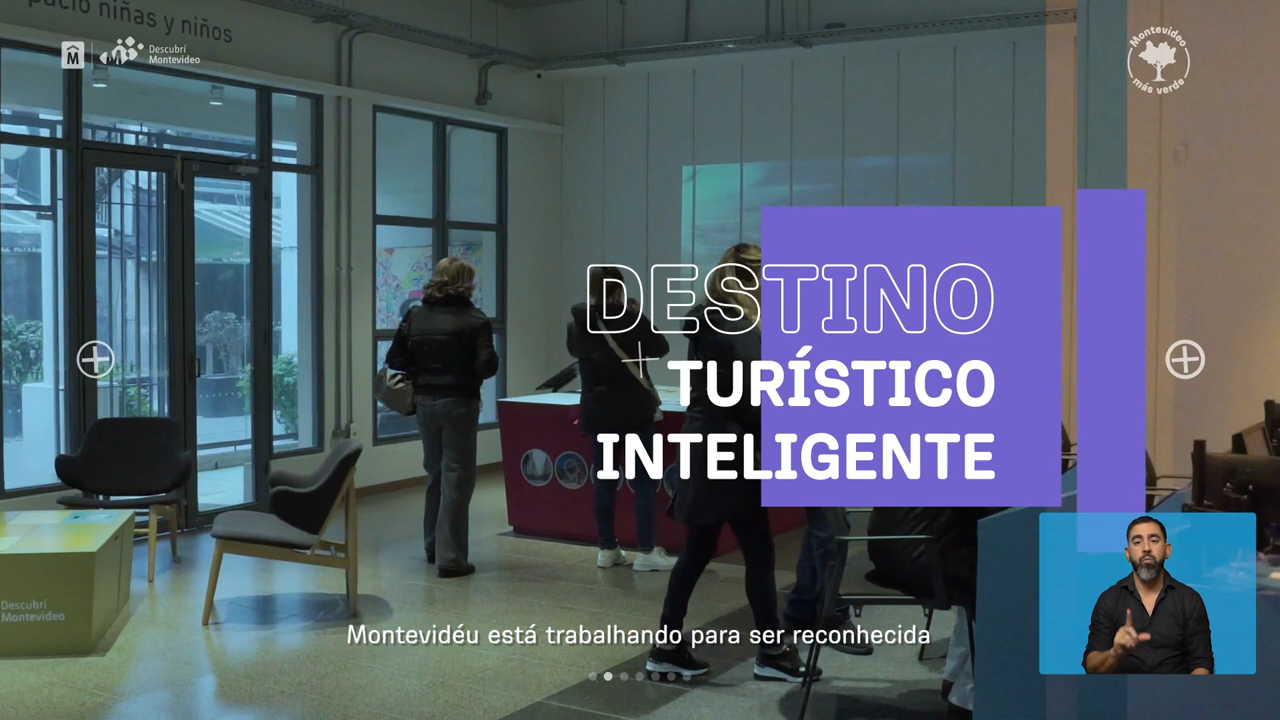 pacio niñas y niños
M
Descubrí
Montevideo
Montevideo
más verde
DESTINO
TURÍSTICO
INTELIGENTE
Descubrí
Montevideo
Montevidéu está trabalhando para ser reconhecida